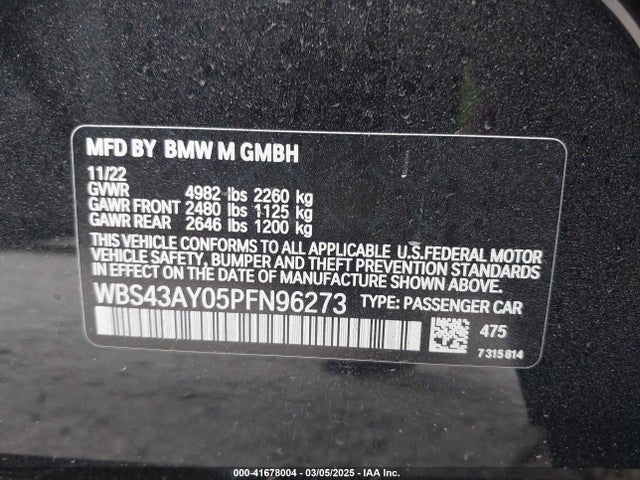 MFD BY BMW M GMBH
11/22
GVWR 4982 lbs 2260 kg
GAWR FRONT 2480 lbs 1125 kg
GAWR REAR 2646 lbs 1200 kg
THIS VEHICLE CONFORMS TO ALL APPLICABLE U.S.FEDERAL MOTOR
VEHICLE SAFETY, BUMPER AND THEFT PREVENTION STANDARDS
IN EFFECT ON THE DATE OF MANUFACTURE SHOWN ABOVE.
WBS43AY05PFN96273 TYPE: PASSENGER CAR
475
7 315 814
000-41678004 — 03/05/2025 — IAA Inc.